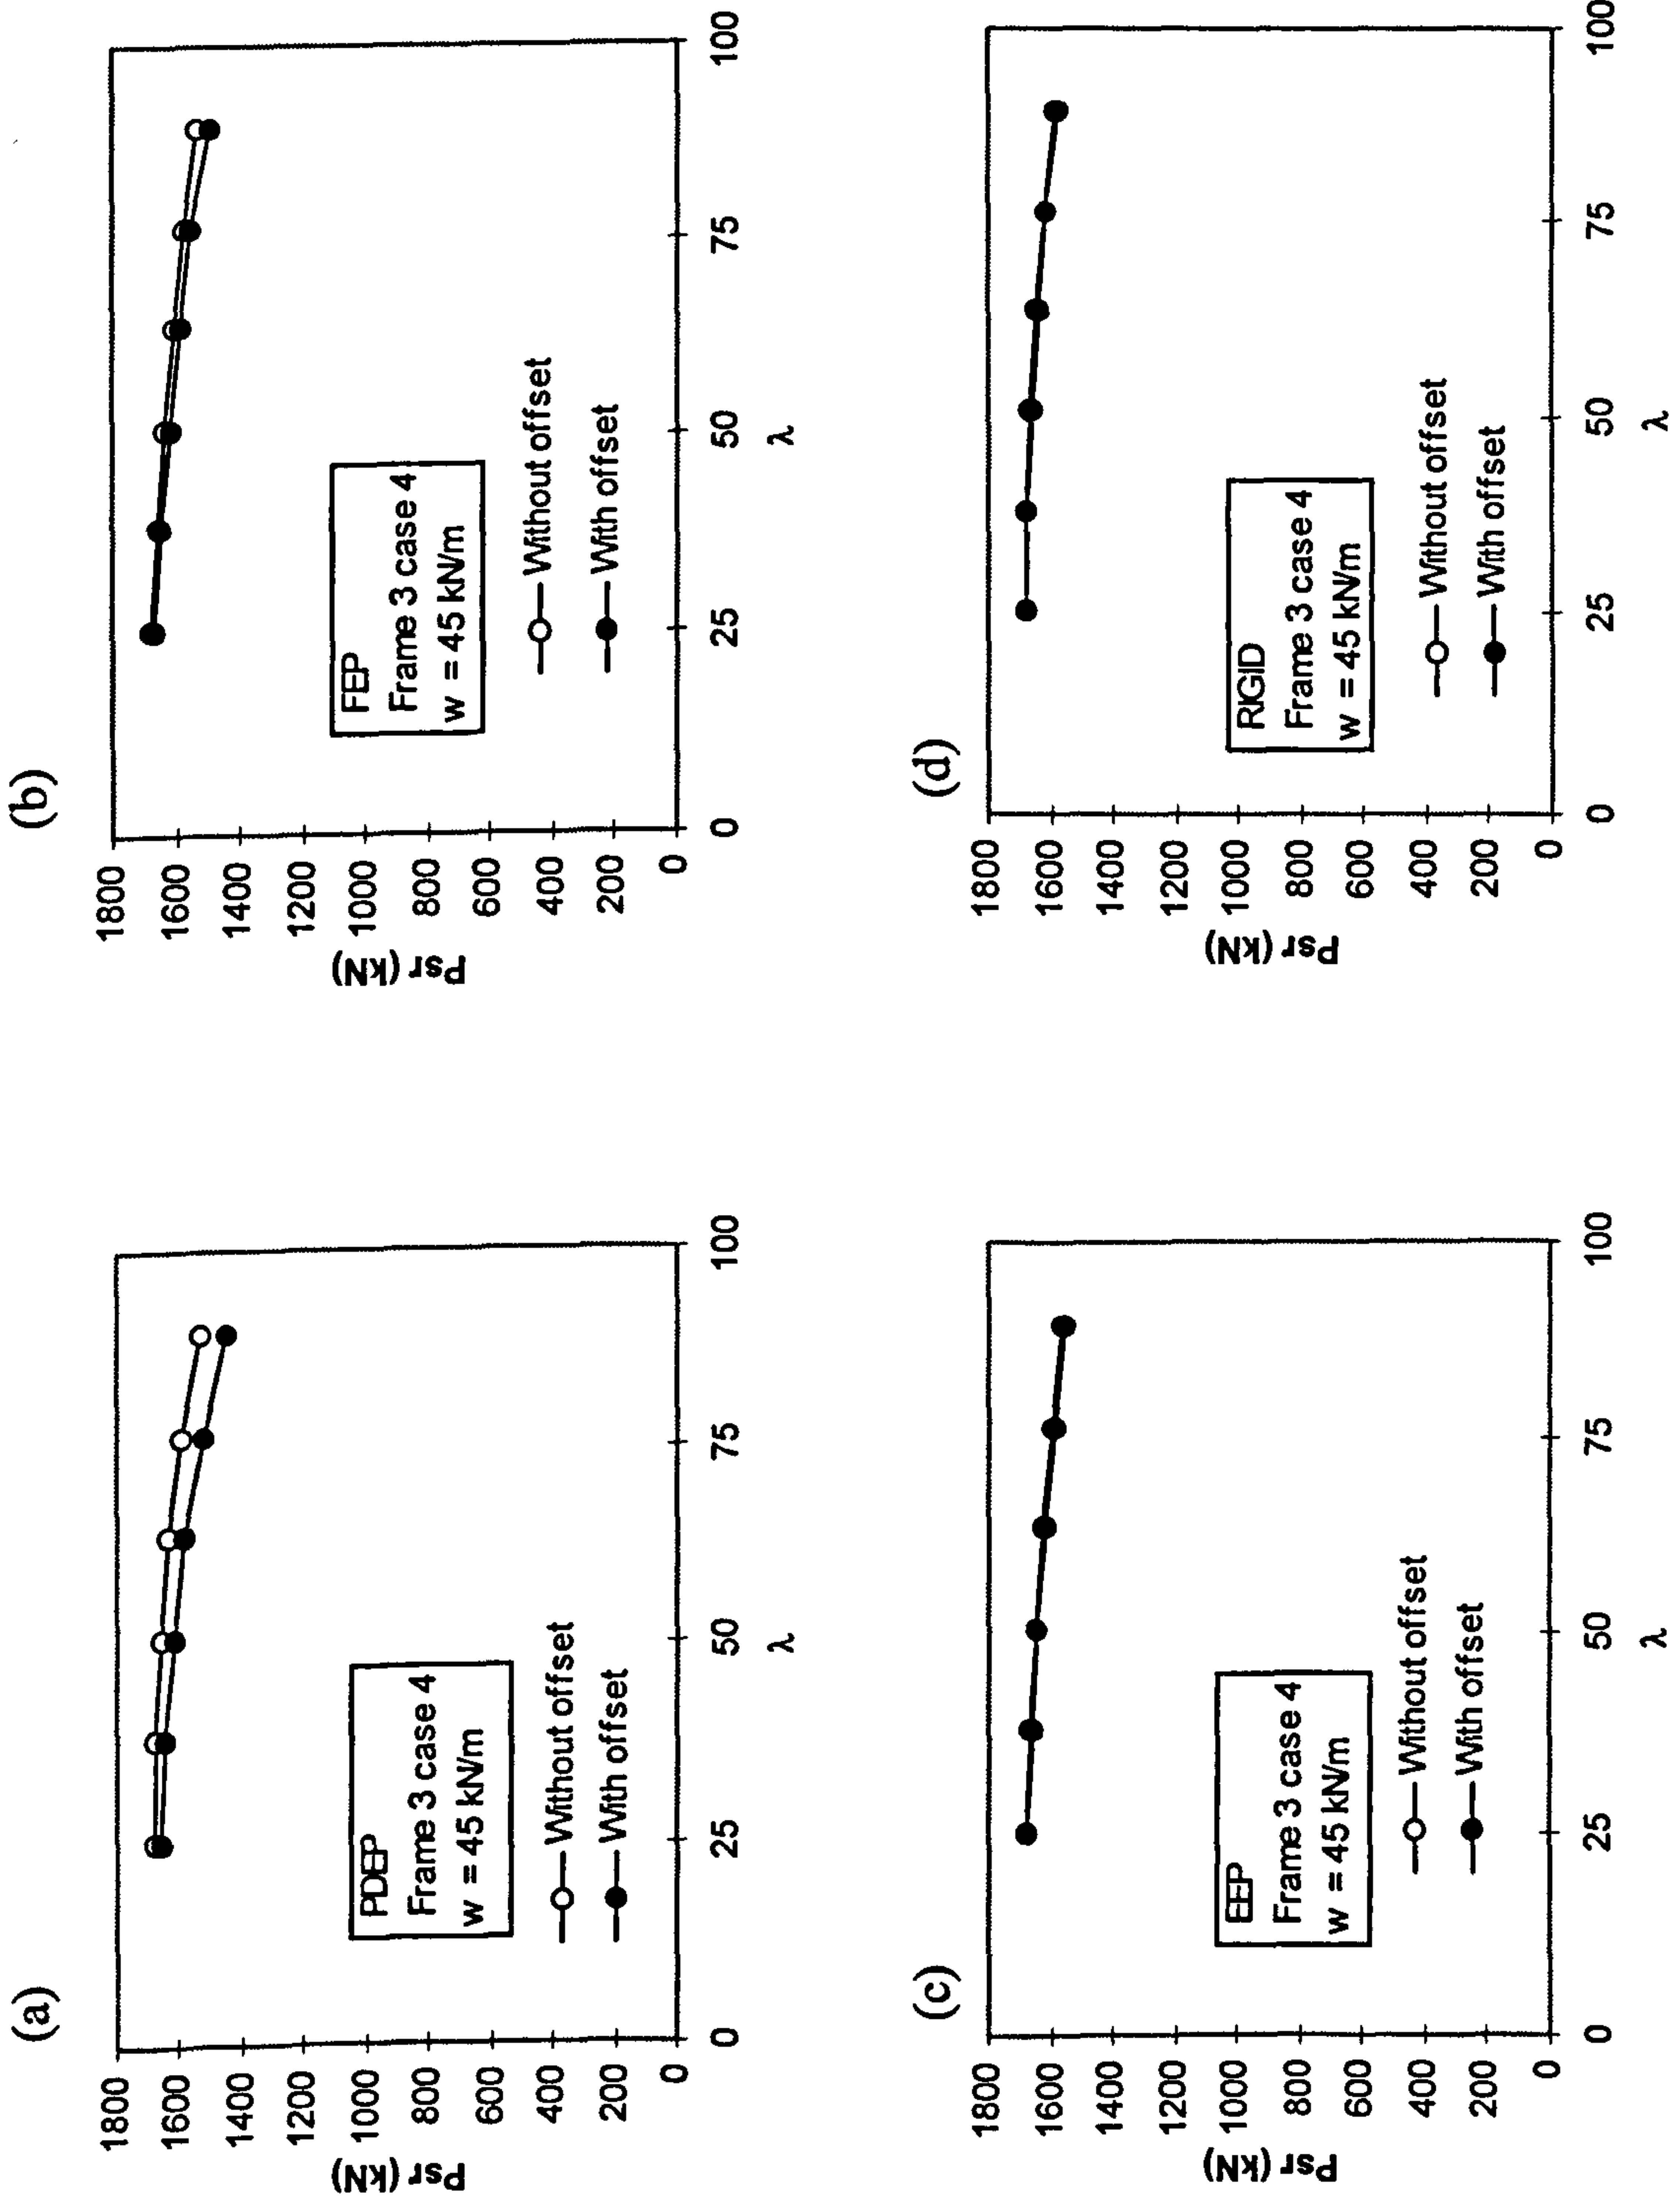 (a)
1800
1600
1400
1200
1000
800
600
400
200
0
Psr (kN)
PDEP
Frame 3 case 4
w = 45 kN/m
Without offset
With offset
0 25 50 75 100
λ
(b)
1800
1600
1400
1200
1000
800
600
400
200
0
Psr (kN)
FEP
Frame 3 case 4
w = 45 kN/m
Without offset
With offset
0 25 50 75 100
λ
(c)
1800
1600
1400
1200
1000
800
600
400
200
0
Psr (kN)
EEP
Frame 3 case 4
w = 45 kN/m
Without offset
With offset
0 25 50 75 100
λ
(d)
1800
1600
1400
1200
1000
800
600
400
200
0
Psr (kN)
RIGID
Frame 3 case 4
w = 45 kN/m
Without offset
With offset
0 25 50 75 100
λ